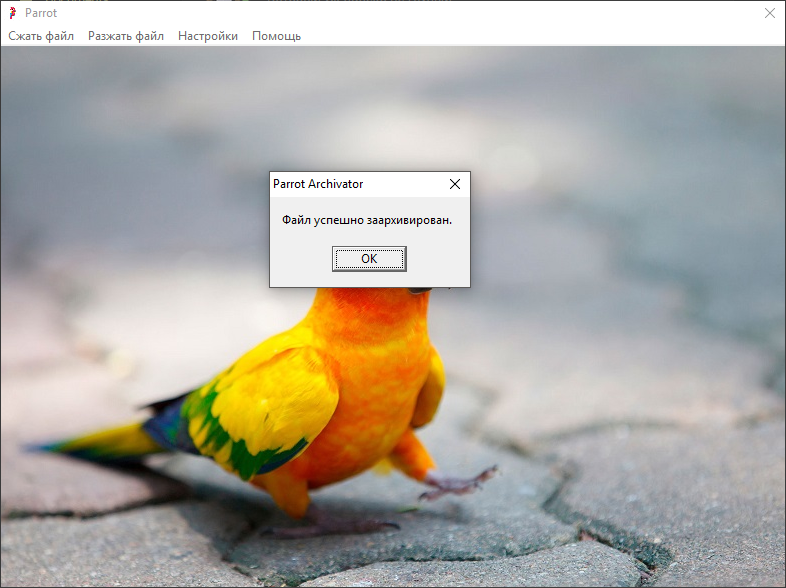 Parrot
Сжать файл Разжать файл Настройки Помощь
Parrot Archivator
Файл успешно заархивирован.
OK